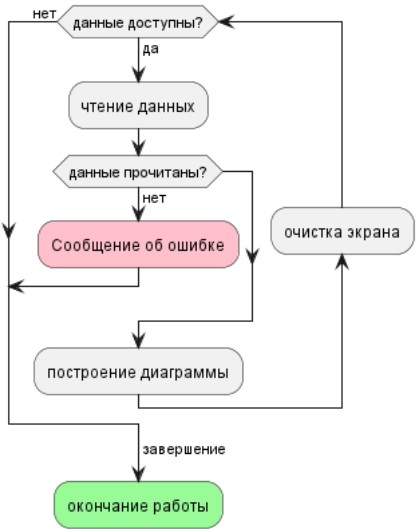 нет
данные доступны?
да
чтение данных
данные прочитаны?
нет
Сообщение об ошибке
очистка экрана
построение диаграммы
завершение
окончание работы